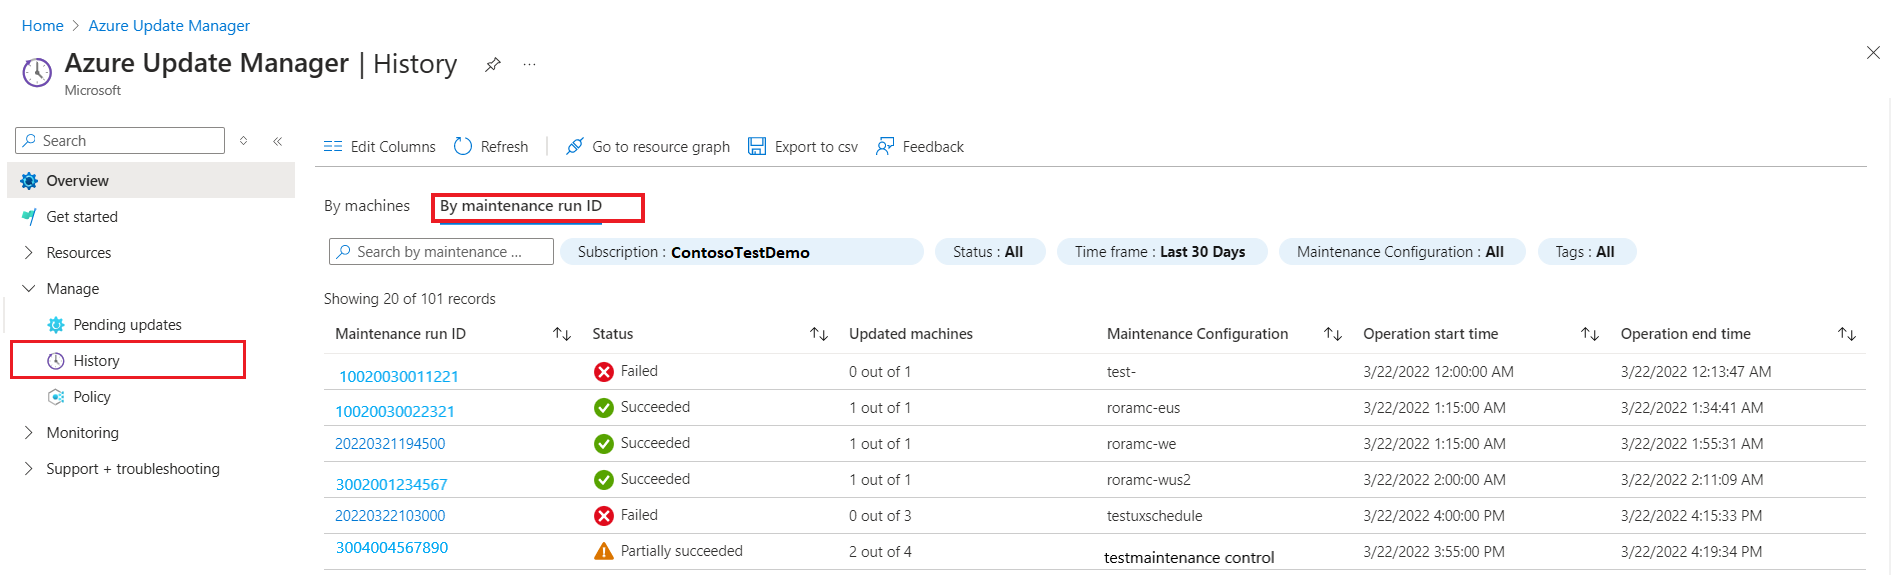 Home > Azure Update Manager
Azure Update Manager | History ...
Microsoft
Search
Overview
Get started
Resources
Manage
Pending updates
History
Policy
Monitoring
Support + troubleshooting
Edit Columns Refresh Go to resource graph Export to csv Feedback
By machines By maintenance run ID
Search by maintenance ... Subscription : ContosoTestDemo Status : All Time frame : Last 30 Days Maintenance Configuration : All Tags : All
Showing 20 of 101 records
Maintenance run ID Status Updated machines Maintenance Configuration Operation start time Operation end time
10020030011221 Failed 0 out of 1 test- 3/22/2022 12:00:00 AM 3/22/2022 12:13:47 AM
10020030022321 Succeeded 1 out of 1 roramc-eus 3/22/2022 1:15:00 AM 3/22/2022 1:34:41 AM
20220321194500 Succeeded 1 out of 1 roramc-we 3/22/2022 1:15:00 AM 3/22/2022 1:55:31 AM
3002001234567 Succeeded 1 out of 1 roramc-wus2 3/22/2022 2:00:00 AM 3/22/2022 2:11:09 AM
20220322103000 Failed 0 out of 3 testuxschedule 3/22/2022 4:00:00 PM 3/22/2022 4:15:33 PM
3004004567890 Partially succeeded 2 out of 4 testmaintenance control 3/22/2022 3:55:00 PM 3/22/2022 4:19:34 PM